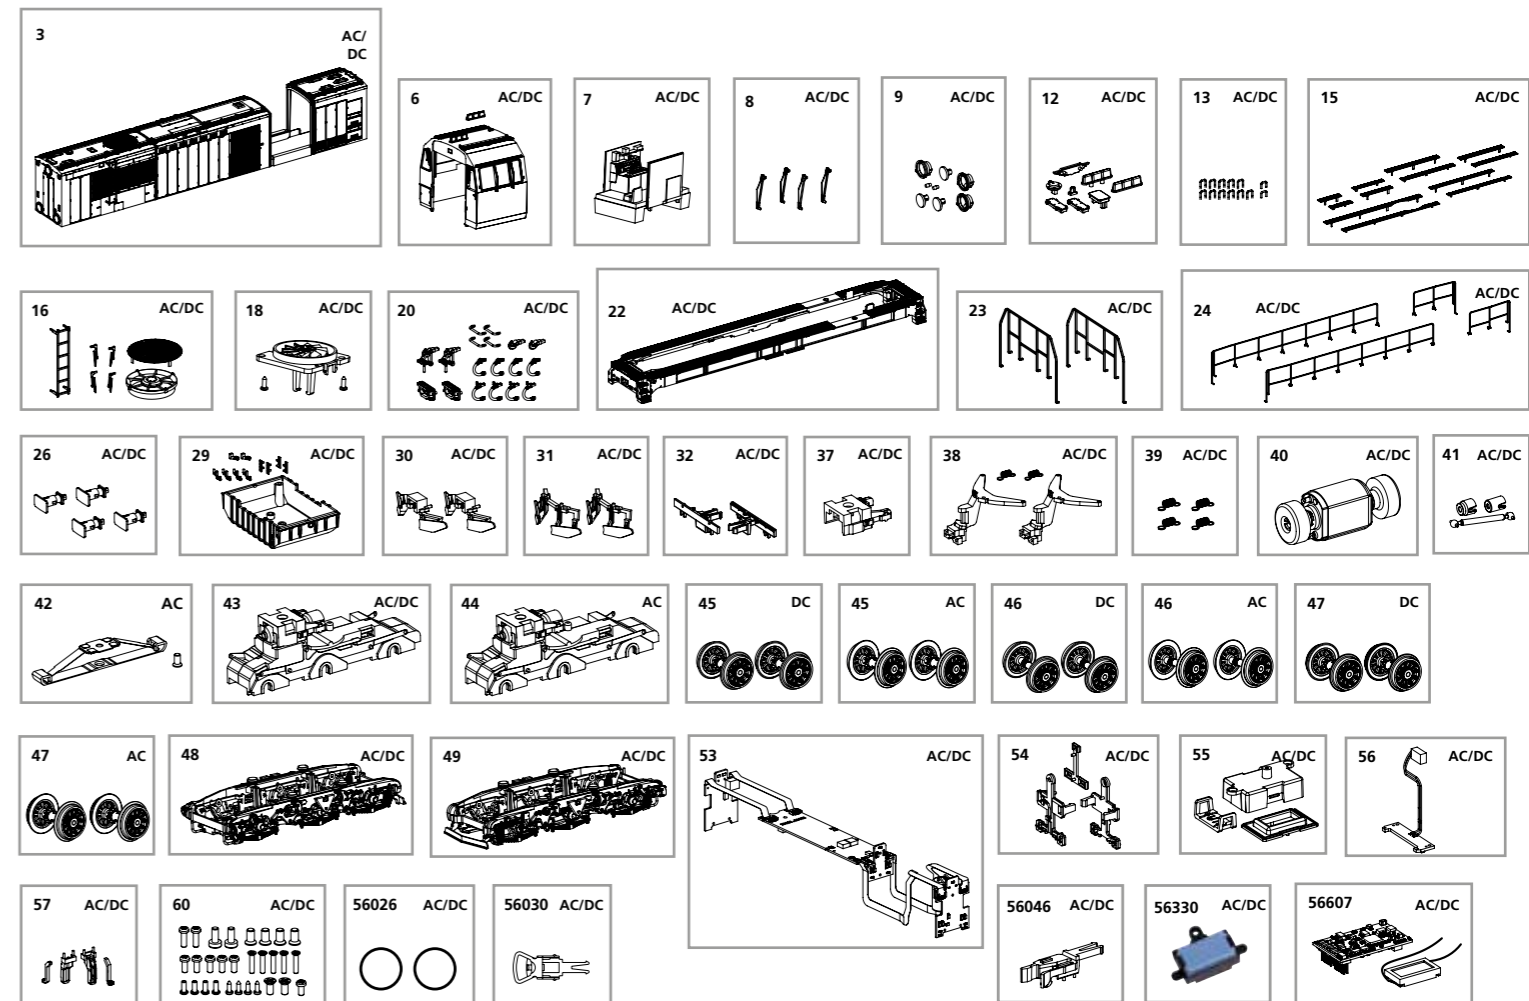 3 AC/
DC
6 AC/DC
7 AC/DC
8 AC/DC
9 AC/DC
12 AC/DC
13 AC/DC
15 AC/DC
16 AC/DC
18 AC/DC
20 AC/DC
22 AC/DC
23 AC/DC
24 AC/DC AC/DC
26 AC/DC
29 AC/DC
30 AC/DC
31 AC/DC
32 AC/DC
37 AC/DC
38 AC/DC
39 AC/DC
40 AC/DC
41 AC/DC
42 AC
43 AC/DC
44 AC
45 DC
45 AC
46 DC
46 AC
47 DC
47 AC
48 AC/DC
49 AC/DC
53 AC/DC
54 AC/DC
55 AC/DC
56 AC/DC
57 AC/DC
60 AC/DC
56026 AC/DC
56030 AC/DC
56046 AC/DC
56330 AC/DC
56607 AC/DC